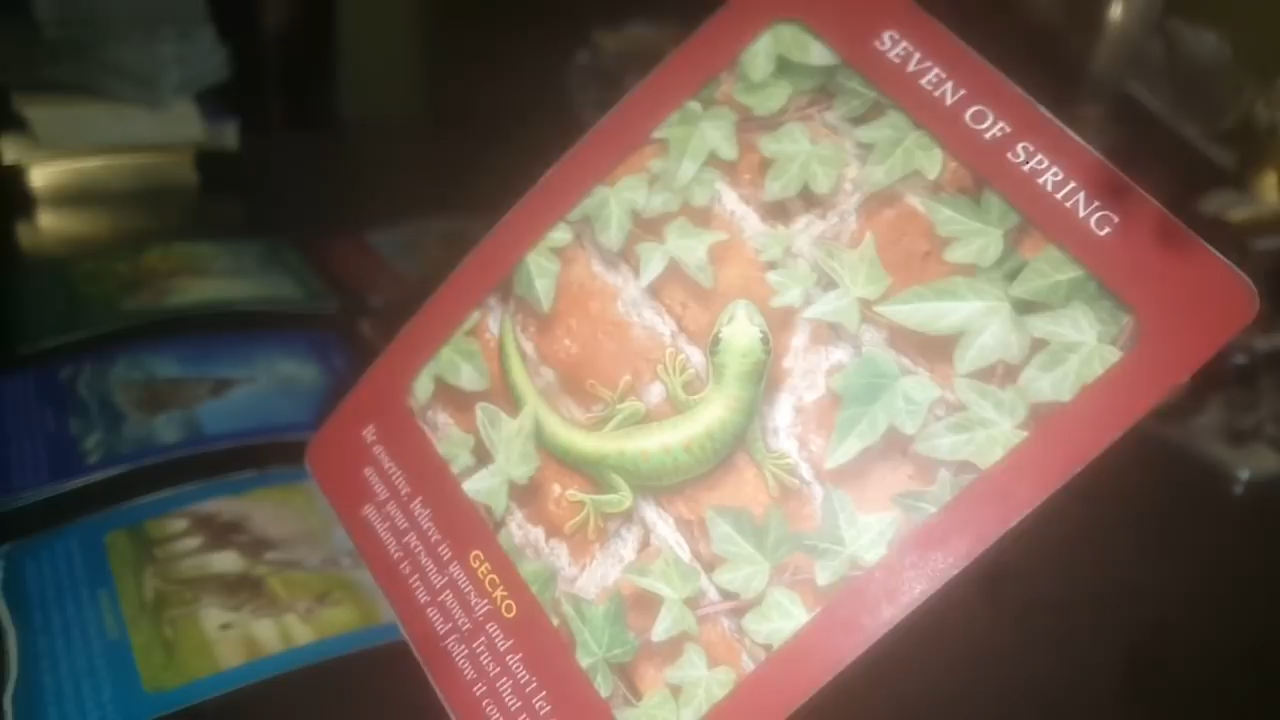 SEVEN OF SPRING
GECKO
Be assertive, believe in yourself, and don't let
away your personal power. Trust that
guidance is true and follow it